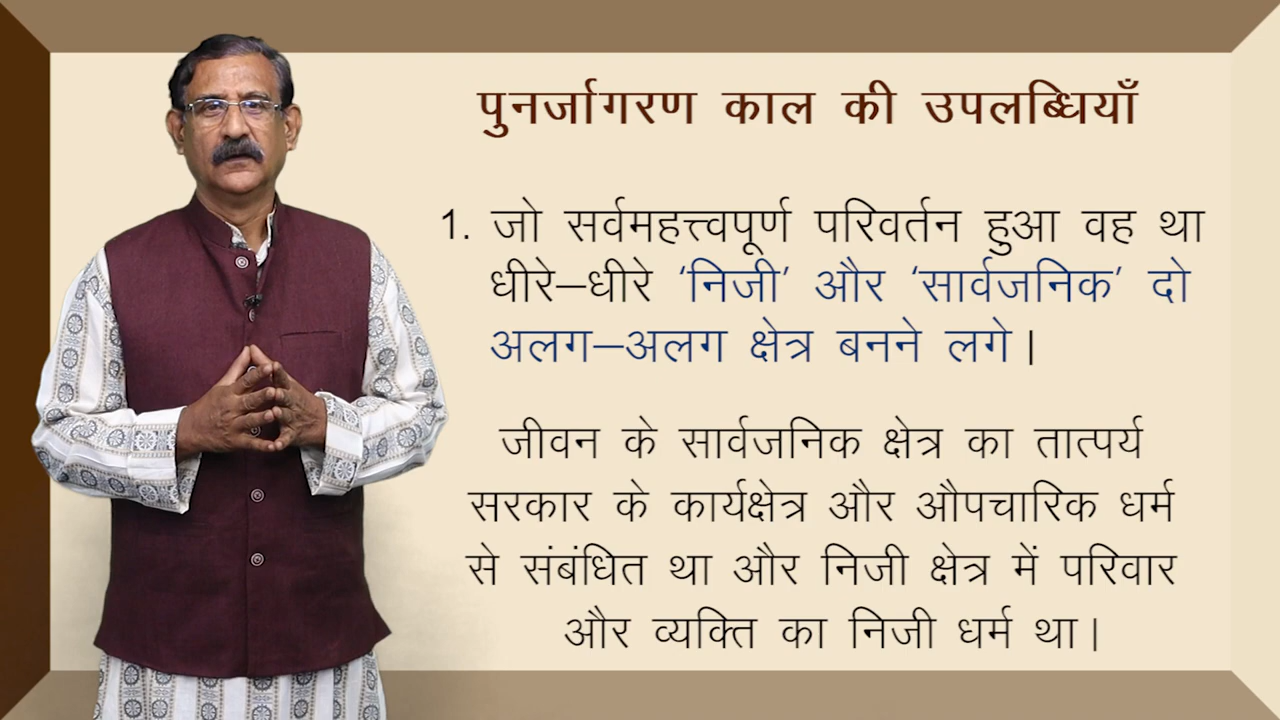 पुनर्जागरण काल की उपलब्धियाँ
1. जो सर्वमहत्त्वपूर्ण परिवर्तन हुआ वह था
धीरे–धीरे ‘निजी’ और ‘सार्वजनिक’ दो
अलग–अलग क्षेत्र बनने लगे।
जीवन के सार्वजनिक क्षेत्र का तात्पर्य
सरकार के कार्यक्षेत्र और औपचारिक धर्म
से संबंधित था और निजी क्षेत्र में परिवार
और व्यक्ति का निजी धर्म था।